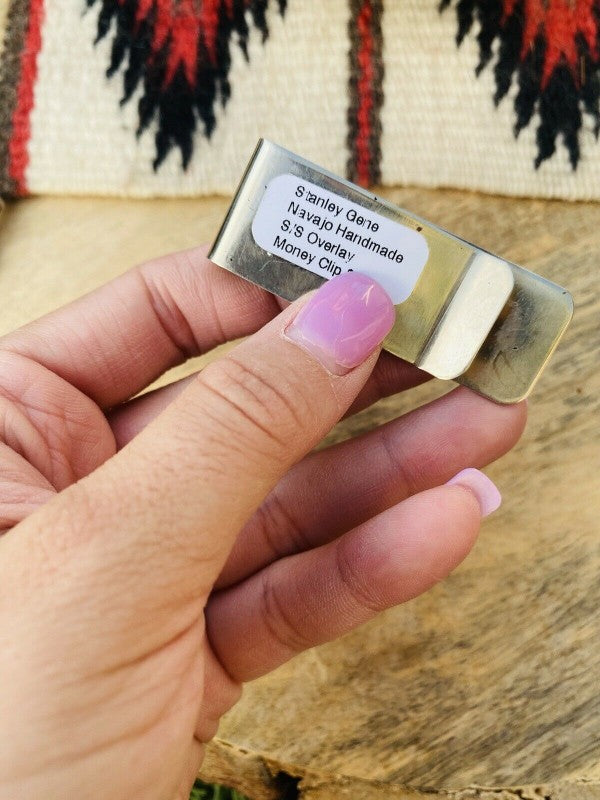 Stanley Gene
Navajo Handmade
S/S Overlay
Money Clip